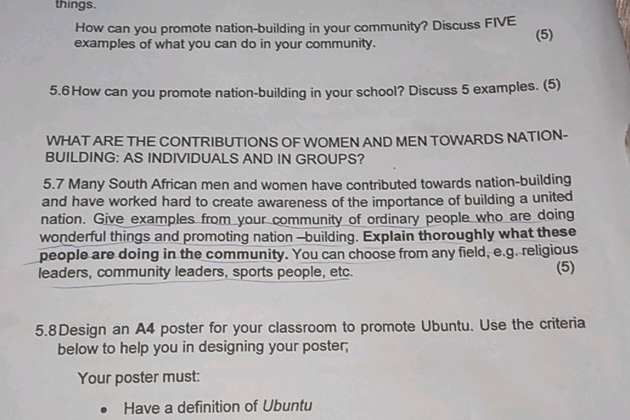 things.
How can you promote nation-building in your community? Discuss FIVE
examples of what you can do in your community. (5)
5.6How can you promote nation-building in your school? Discuss 5 examples. (5)
WHAT ARE THE CONTRIBUTIONS OF WOMEN AND MEN TOWARDS NATION-
BUILDING: AS INDIVIDUALS AND IN GROUPS?
5.7 Many South African men and women have contributed towards nation-building
and have worked hard to create awareness of the importance of building a united
nation. Give examples from your community of ordinary people who are doing
wonderful things and promoting nation –building. Explain thoroughly what these
people are doing in the community. You can choose from any field, e.g. religious
leaders, community leaders, sports people, etc. (5)
5.8Design an A4 poster for your classroom to promote Ubuntu. Use the criteria
below to help you in designing your poster;
Your poster must:
• Have a definition of Ubuntu